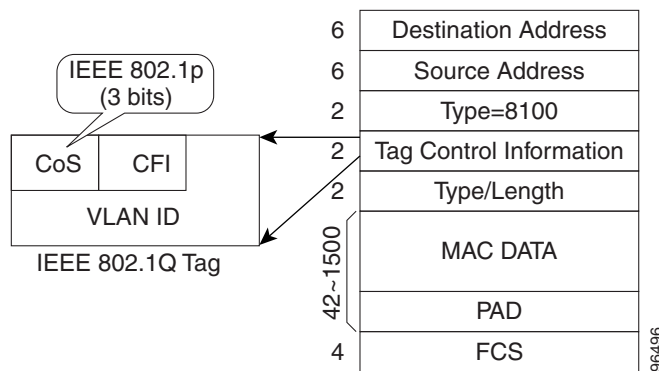 IEEE 802.1p
(3 bits)
CoS
CFI
VLAN ID
IEEE 802.1Q Tag
6 Destination Address
6 Source Address
2 Type=8100
2 Tag Control Information
2 Type/Length
42~1500
MAC DATA
PAD
4 FCS
96496